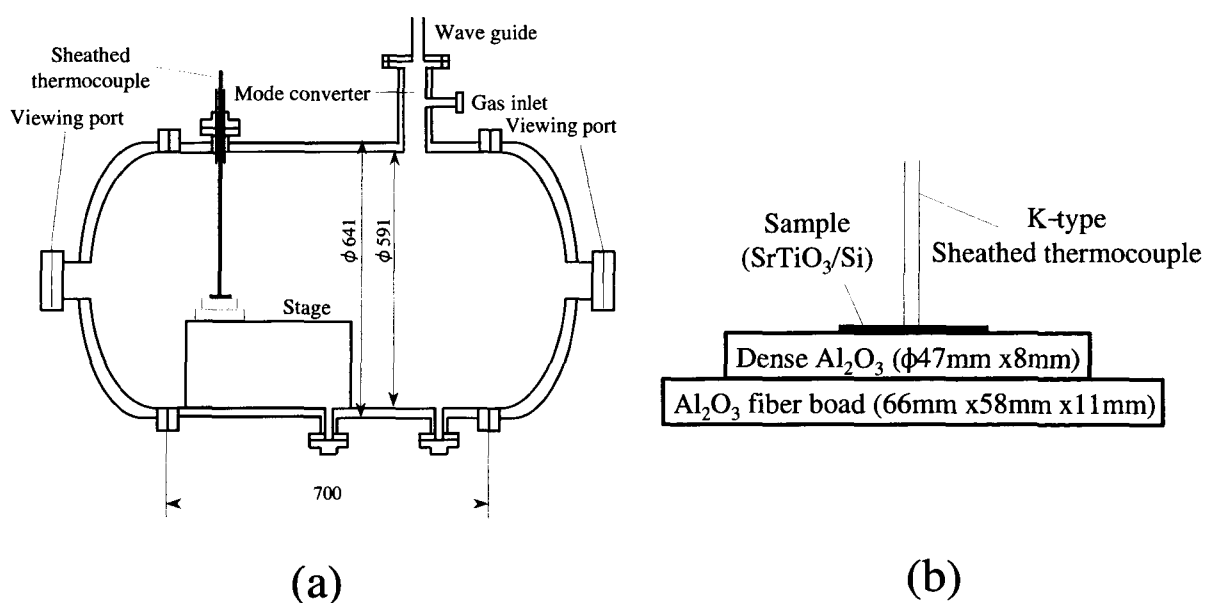 Wave guide
Sheathed
thermocouple
Mode converter
Gas inlet
Viewing port
Viewing port
ϕ641
ϕ591
Stage
700
(a)
Sample
(SrTiO₃/Si)
K-type
Sheathed thermocouple
Dense Al₂O₃ (ϕ47mm x8mm)
Al₂O₃ fiber boad (66mm x58mm x11mm)
(b)